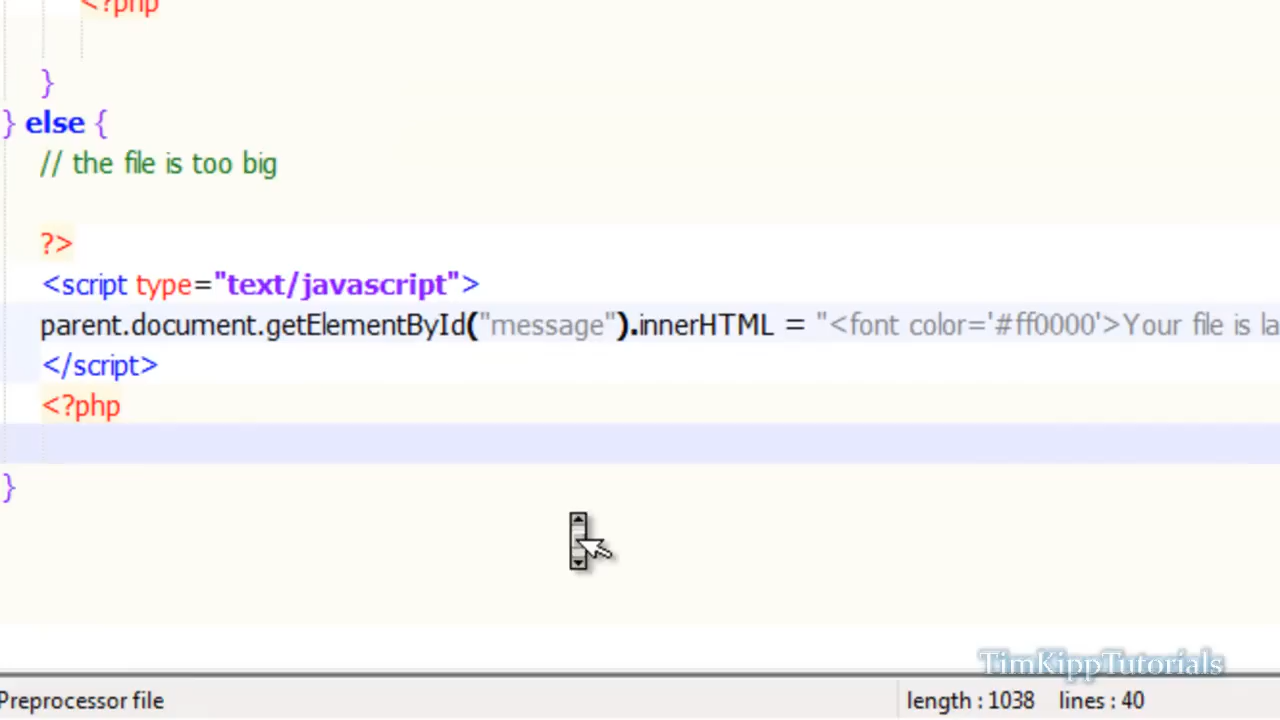 <?php
}
} else {
// the file is too big
?>
<script type="text/javascript">
parent.document.getElementById("message").innerHTML = "<font color='#ff0000'>Your file is la
</script>
<?php
}
TimKippTutorials
Preprocessor file length : 1038 lines : 40